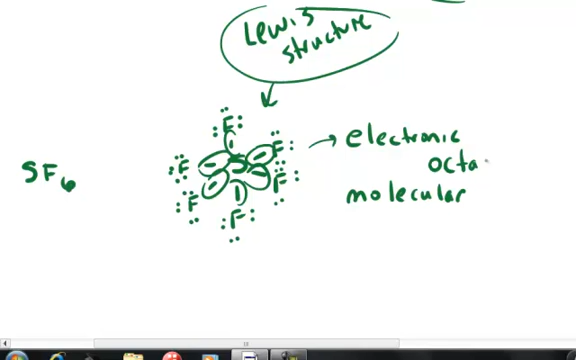 Lewis
structure
SF6
F
F
F
S
F
F
F
electronic
octa
molecular